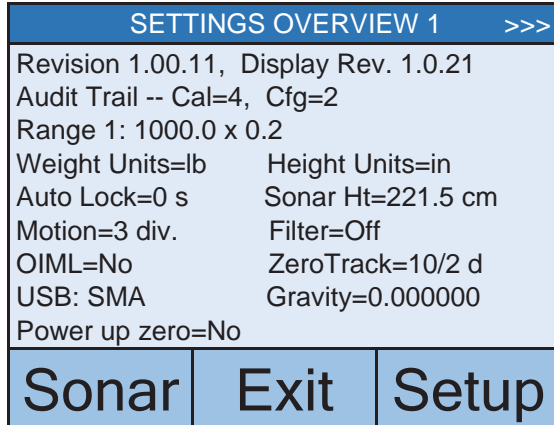 SETTINGS OVERVIEW 1 >>>
Revision 1.00.11, Display Rev. 1.0.21
Audit Trail -- Cal=4, Cfg=2
Range 1: 1000.0 x 0.2
Weight Units=lb Height Units=in
Auto Lock=0 s Sonar Ht=221.5 cm
Motion=3 div. Filter=Off
OIML=No ZeroTrack=10/2 d
USB: SMA Gravity=0.000000
Power up zero=No
Sonar Exit Setup